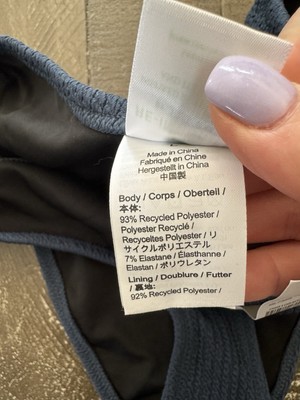 Made in China
Fabriqué en Chine
Hergestellt in China
中国製
Body / Corps / Oberteil /
本体:
93% Recycled Polyester /
Polyester Recyclé /
Recyceltes Polyester / リ
サイクルポリエステル
7% Elastane / Élasthanne /
Elastan / ポリウレタン
Lining / Doublure / Futter
/ 裏地:
92% Recycled Polyester /